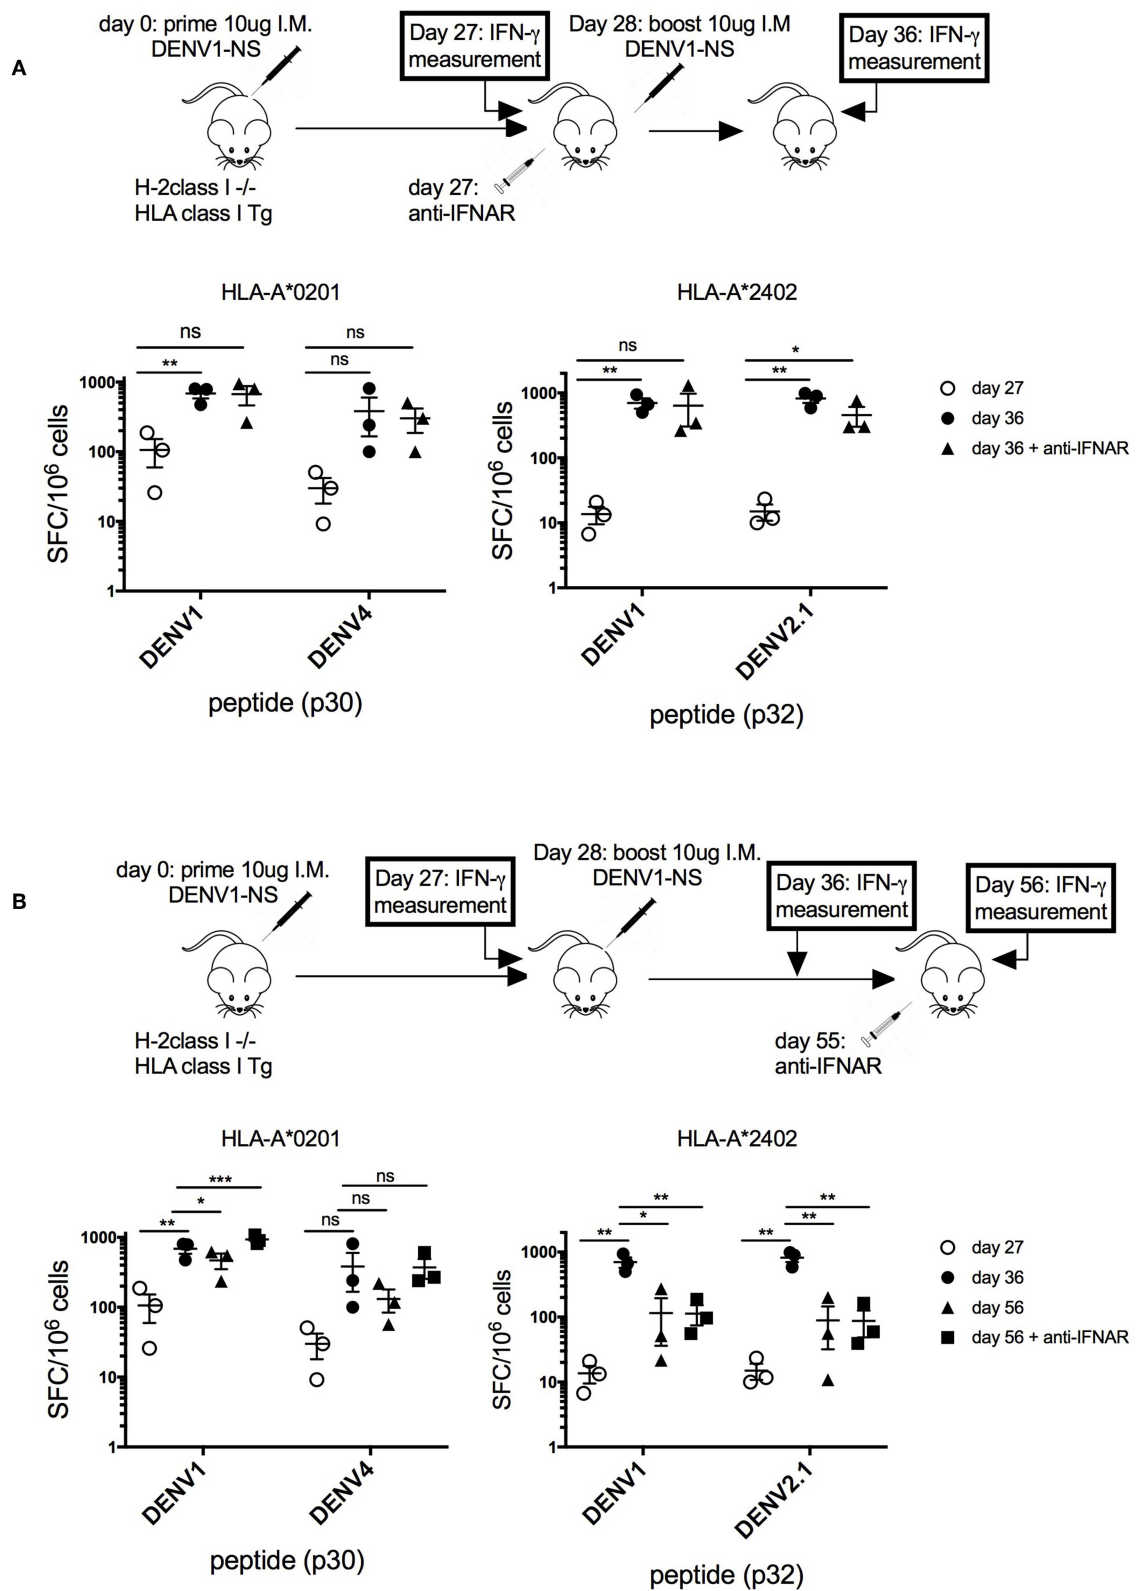 A
day 0: prime 10ug I.M.
DENV1-NS
Day 27: IFN-γ
measurement
Day 28: boost 10ug I.M
DENV1-NS
Day 36: IFN-γ
measurement
H-2class I -/-
HLA class I Tg
day 27:
anti-IFNAR
HLA-A*0201
ns
**
ns
ns
1000
100
10
1
SFC/10⁶ cells
DENV1
DENV4
peptide (p30)
HLA-A*2402
ns
**
*
**
1000
100
10
1
SFC/10⁶ cells
DENV1
DENV2.1
peptide (p32)
day 27
day 36
day 36 + anti-IFNAR
B
day 0: prime 10ug I.M.
DENV1-NS
Day 27: IFN-γ
measurement
Day 28: boost 10ug I.M.
DENV1-NS
Day 36: IFN-γ
measurement
Day 56: IFN-γ
measurement
H-2class I -/-
HLA class I Tg
day 55:
anti-IFNAR
HLA-A*0201
***
*
**
ns
ns
ns
1000
100
10
1
SFC/10⁶ cells
DENV1
DENV4
peptide (p30)
HLA-A*2402
**
*
**
**
**
**
1000
100
10
1
SFC/10⁶ cells
DENV1
DENV2.1
peptide (p32)
day 27
day 36
day 56
day 56 + anti-IFNAR